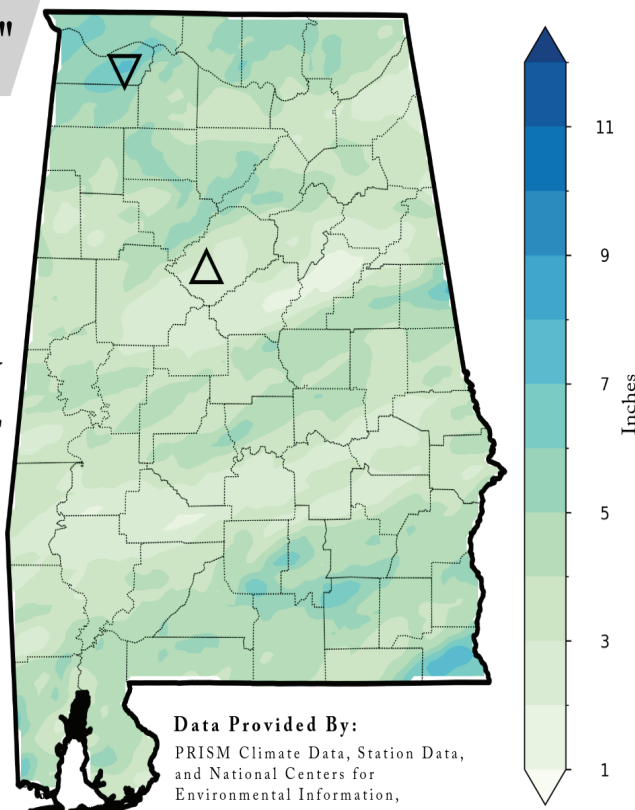 "
11
9
7
5
3
1
Inches
Data Provided By:
PRISM Climate Data, Station Data,
and National Centers for
Environmental Information,